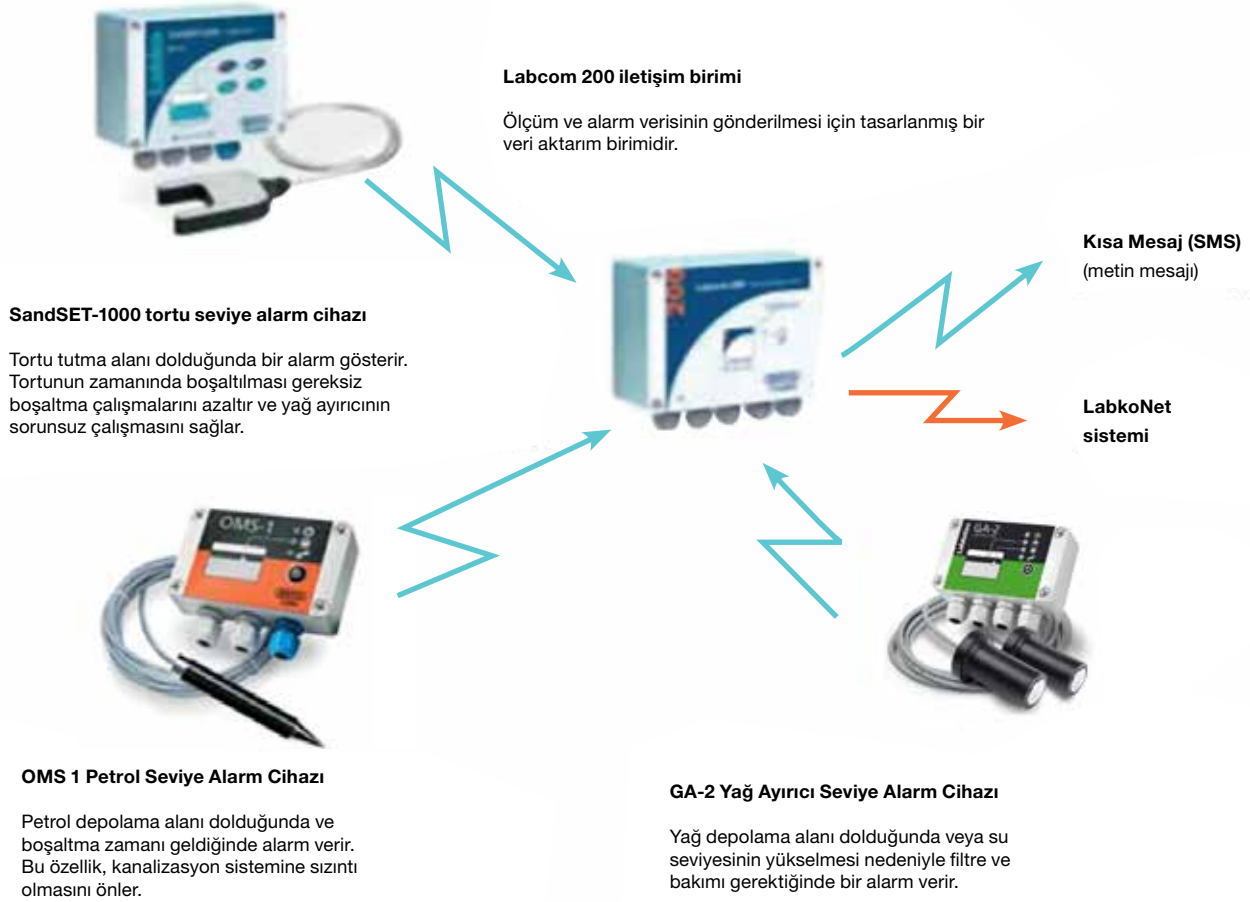 Labcom 200 iletişim birimi
Ölçüm ve alarm verisinin gönderilmesi için tasarlanmış bir
veri aktarım birimidir.
Kısa Mesaj (SMS)
(metin mesajı)
SandSET-1000 tortu seviye alarm cihazı
Tortu tutma alanı dolduğunda bir alarm gösterir.
Tortunun zamanında boşaltılması gereksiz
boşaltma çalışmalarını azaltır ve yağ ayırıcının
sorunsuz çalışmasını sağlar.
200
Labcom 200
LabkoNet
sistemi
OMS-1
GA-2
OMS 1 Petrol Seviye Alarm Cihazı
Petrol depolama alanı dolduğunda ve
boşaltma zamanı geldiğinde alarm verir.
Bu özellik, kanalizasyon sistemine sızıntı
olmasını önler.
GA-2 Yağ Ayırıcı Seviye Alarm Cihazı
Yağ depolama alanı dolduğunda veya su
seviyesinin yükselmesi nedeniyle filtre ve
bakımı gerektiğinde bir alarm verir.